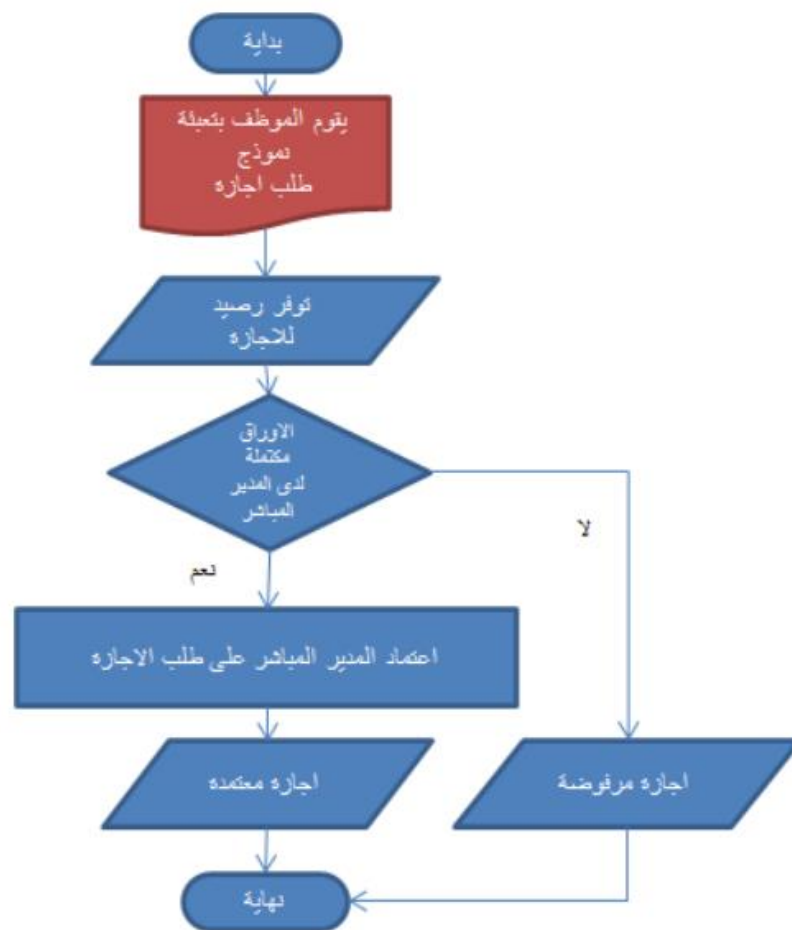 بداية
يقوم الموظف بتعبئة
نموذج
طلب اجازه
توفر رصيد
للاجازه
الاوراق
مكتملة
لدى المدير
المباشر
لا
نعم
اعتماد المدير المباشر على طلب الاجازه
اجازه معتمده
اجازه مرفوضة
نهاية